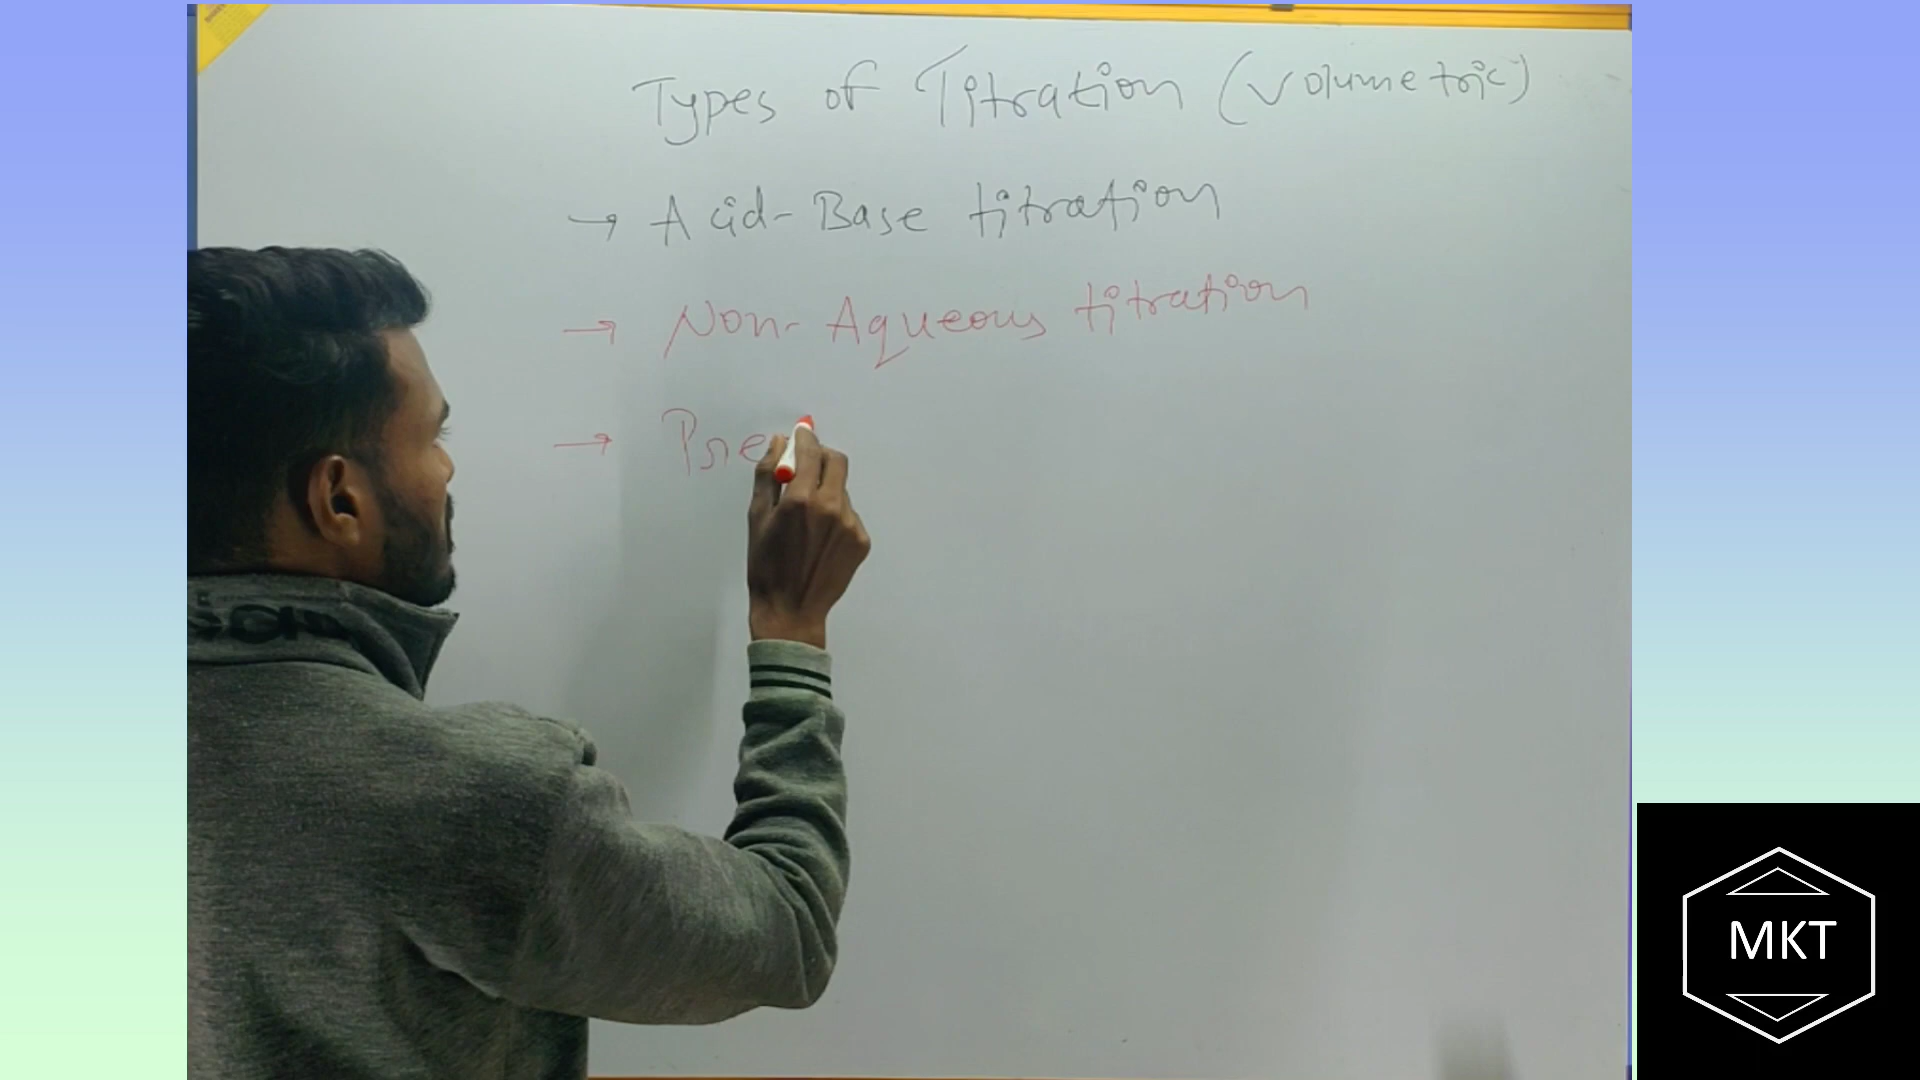 Types of Titration (volumetric)
→ Acid-Base titration
→ Non-Aqueous titration
→ Pre
MKT